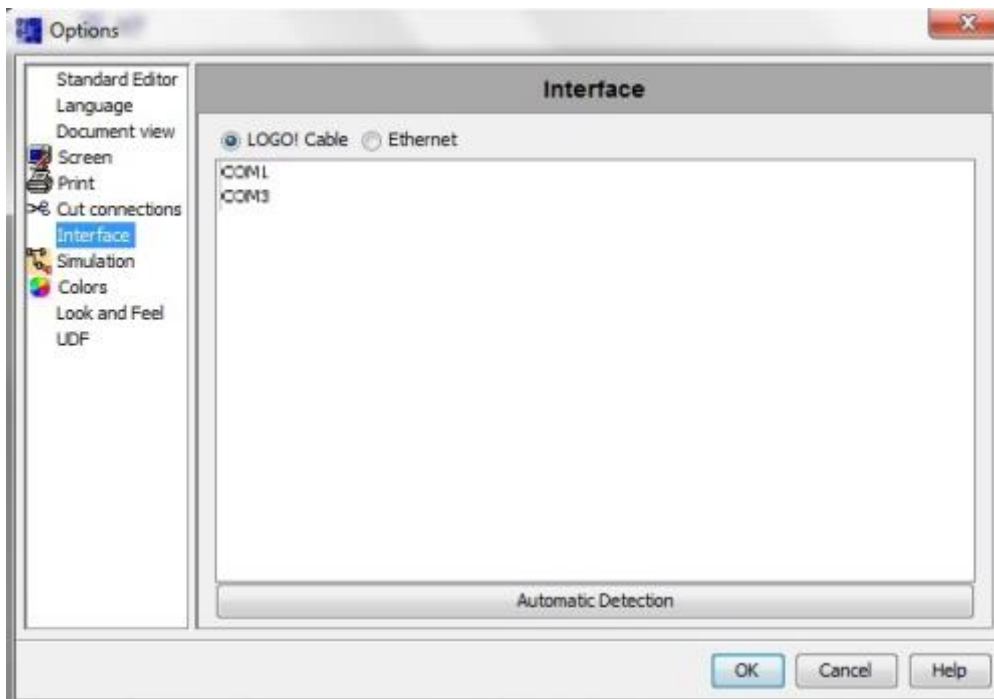 Options
Standard Editor
Language
Document view
Screen
Print
Cut connections
Interface
Simulation
Colors
Look and Feel
UDF
Interface
LOGO! Cable Ethernet
COM1
COM3
Automatic Detection
OK Cancel Help